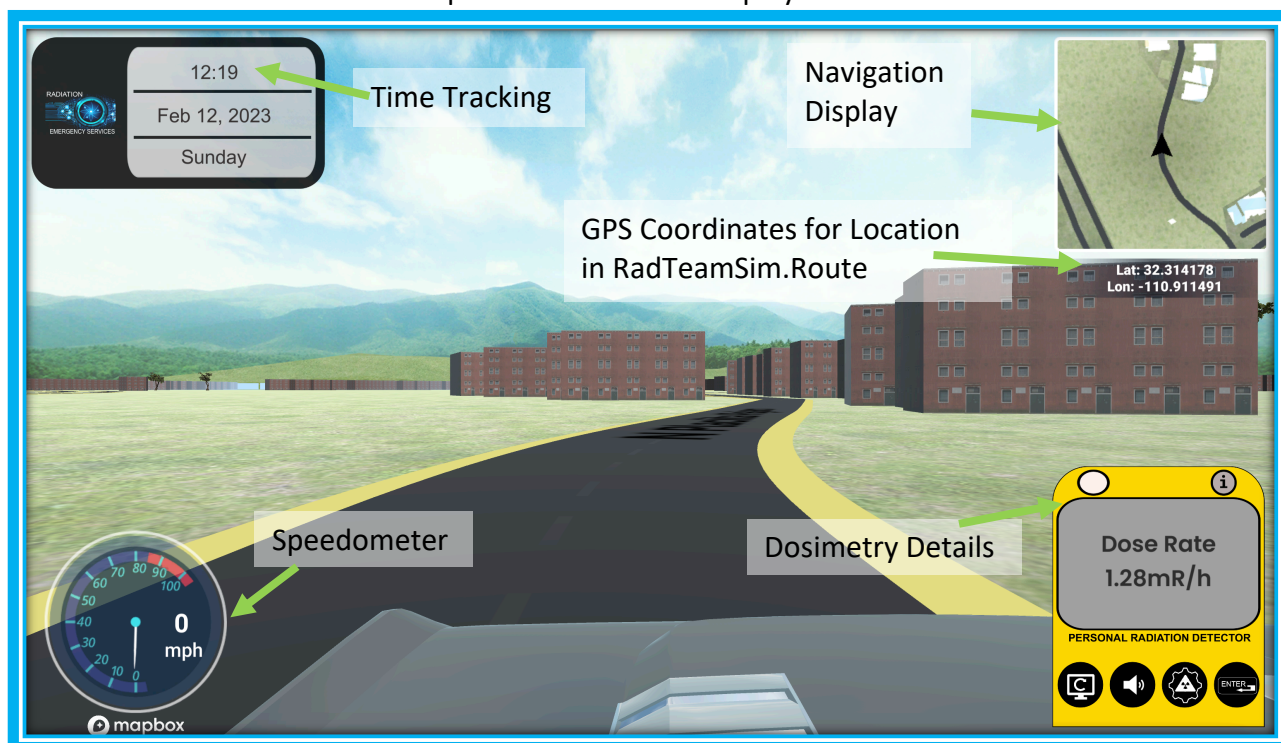 RADIATION
EMERGENCY SERVICES
12:19
Feb 12, 2023
Sunday
Time Tracking
Navigation
Display
GPS Coordinates for Location
in RadTeamSim.Route
Lat: 32.314178
Lon: -110.911491
Speedometer
Dosimetry Details
0
10
20
30
40
50
60
70
80
90
100
0
mph
mapbox
i
Dose Rate
1.28mR/h
PERSONAL RADIATION DETECTOR
C
ENTER